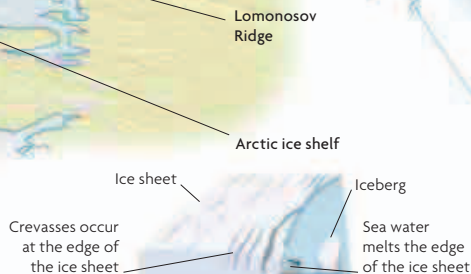 Lomonosov
Ridge
Arctic ice shelf
Ice sheet
Iceberg
Crevasses occur
at the edge of
the ice sheet
Sea water
melts the edge
of the ice sheet